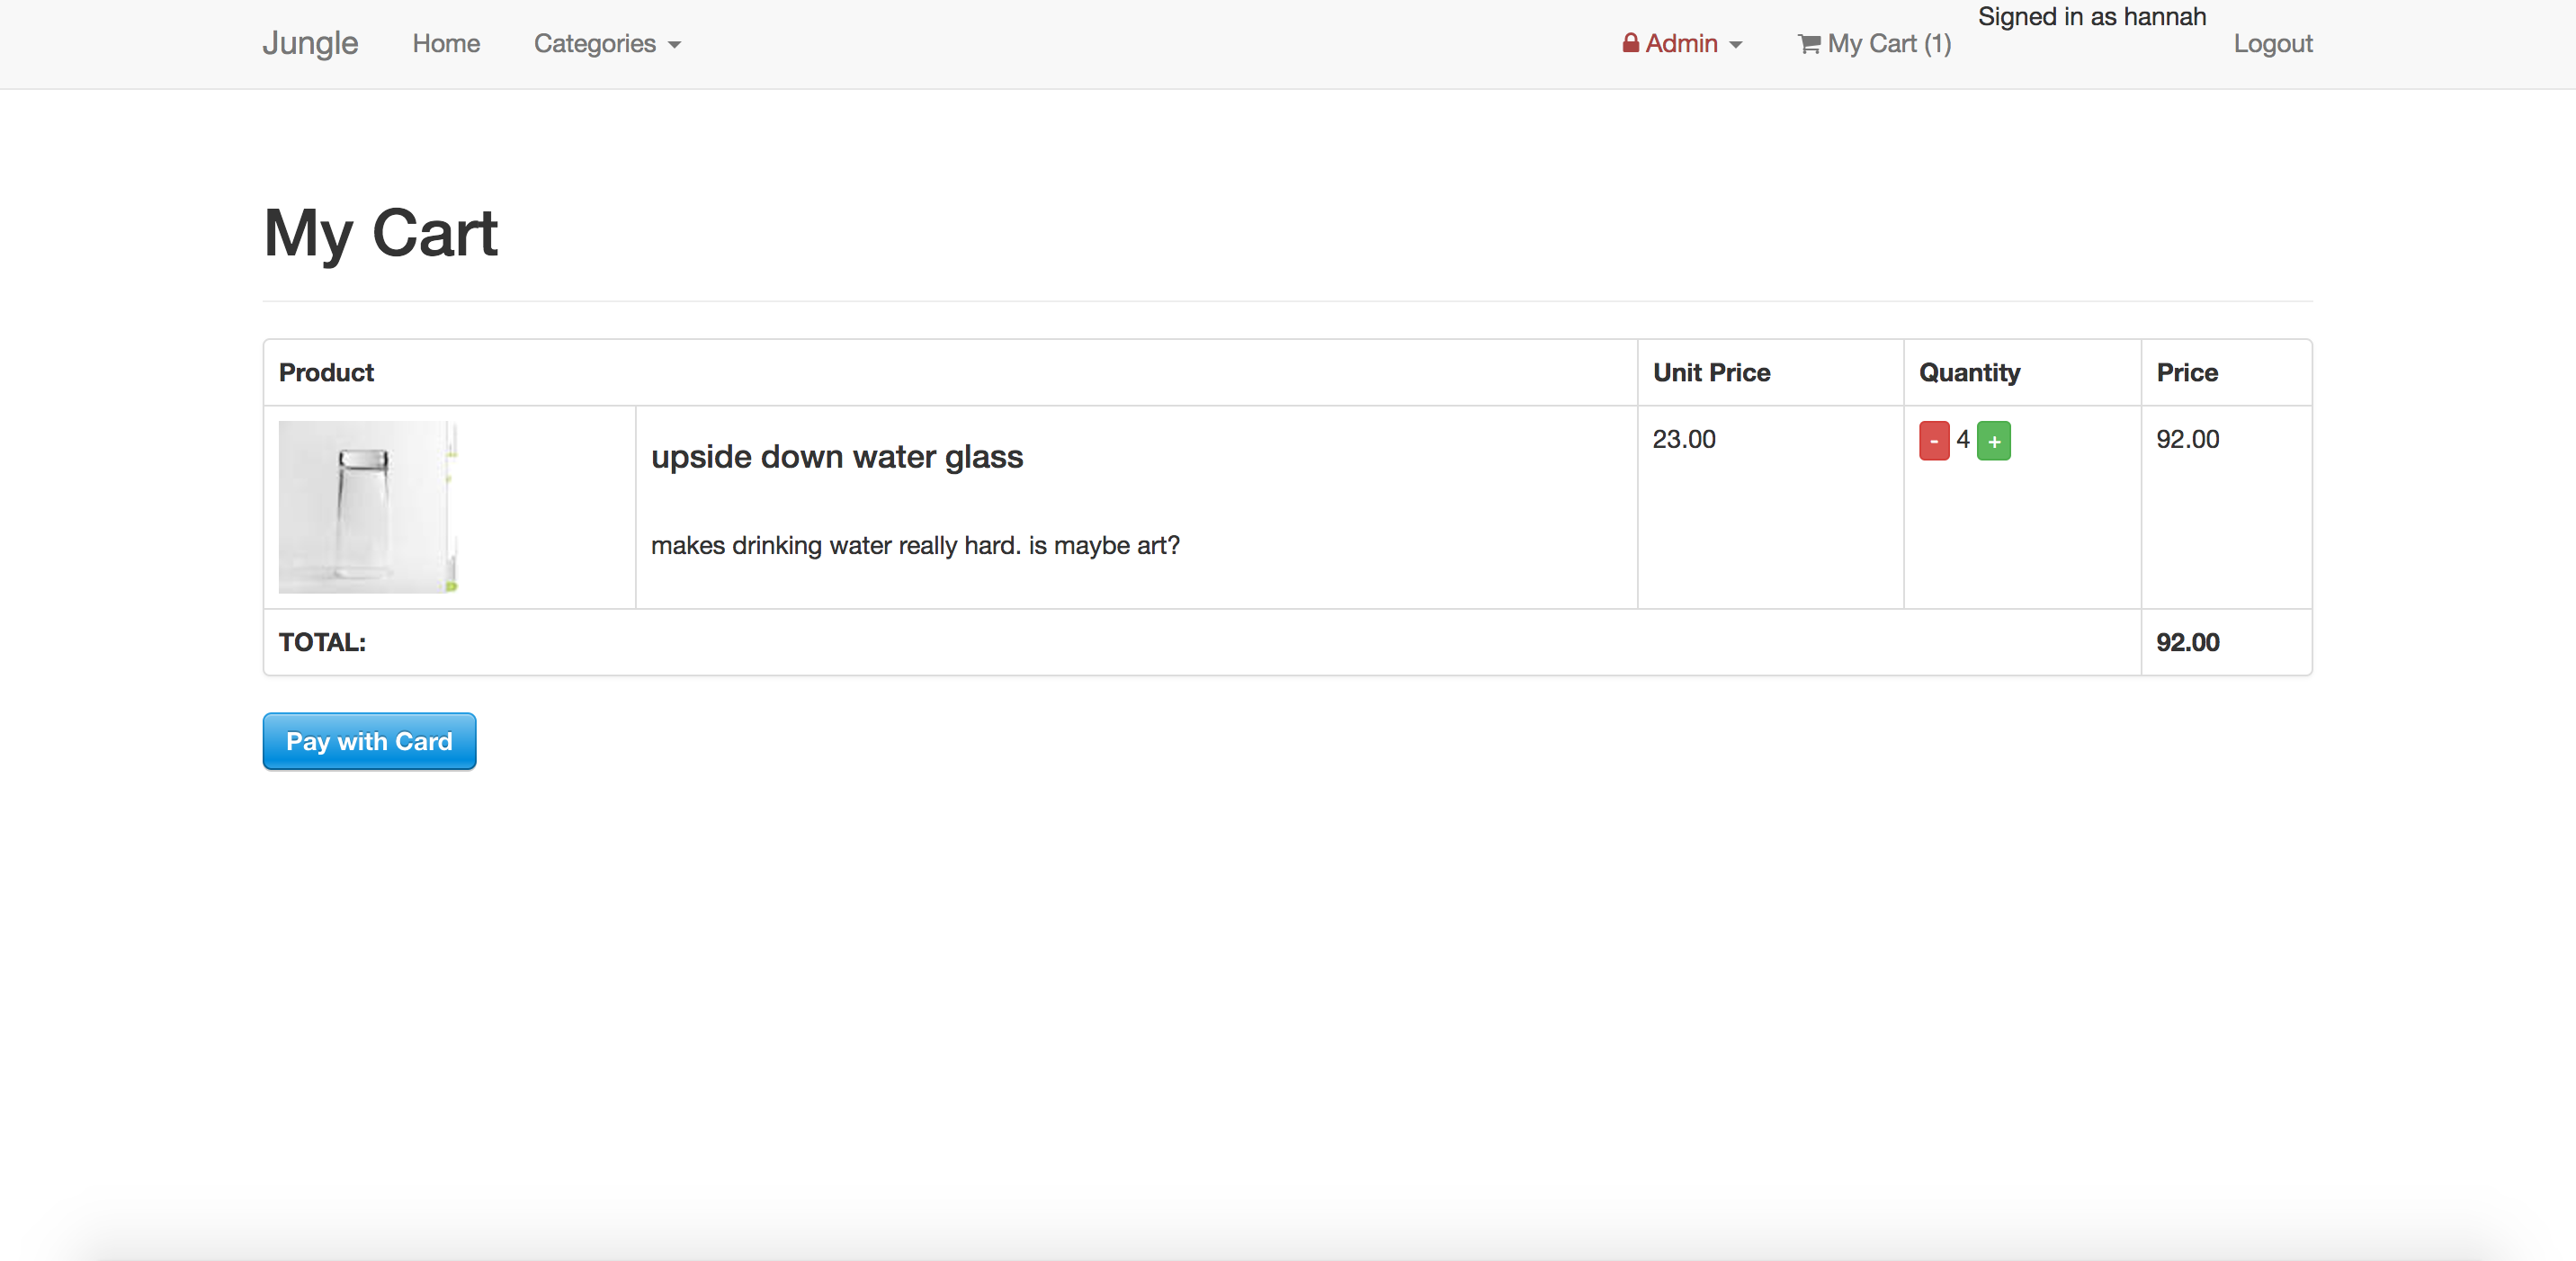 Signed in as hannah
Jungle Home Categories Admin My Cart (1) Logout
My Cart
Product Unit Price Quantity Price
upside down water glass 23.00 - 4 + 92.00
makes drinking water really hard. is maybe art?
TOTAL: 92.00
Pay with Card